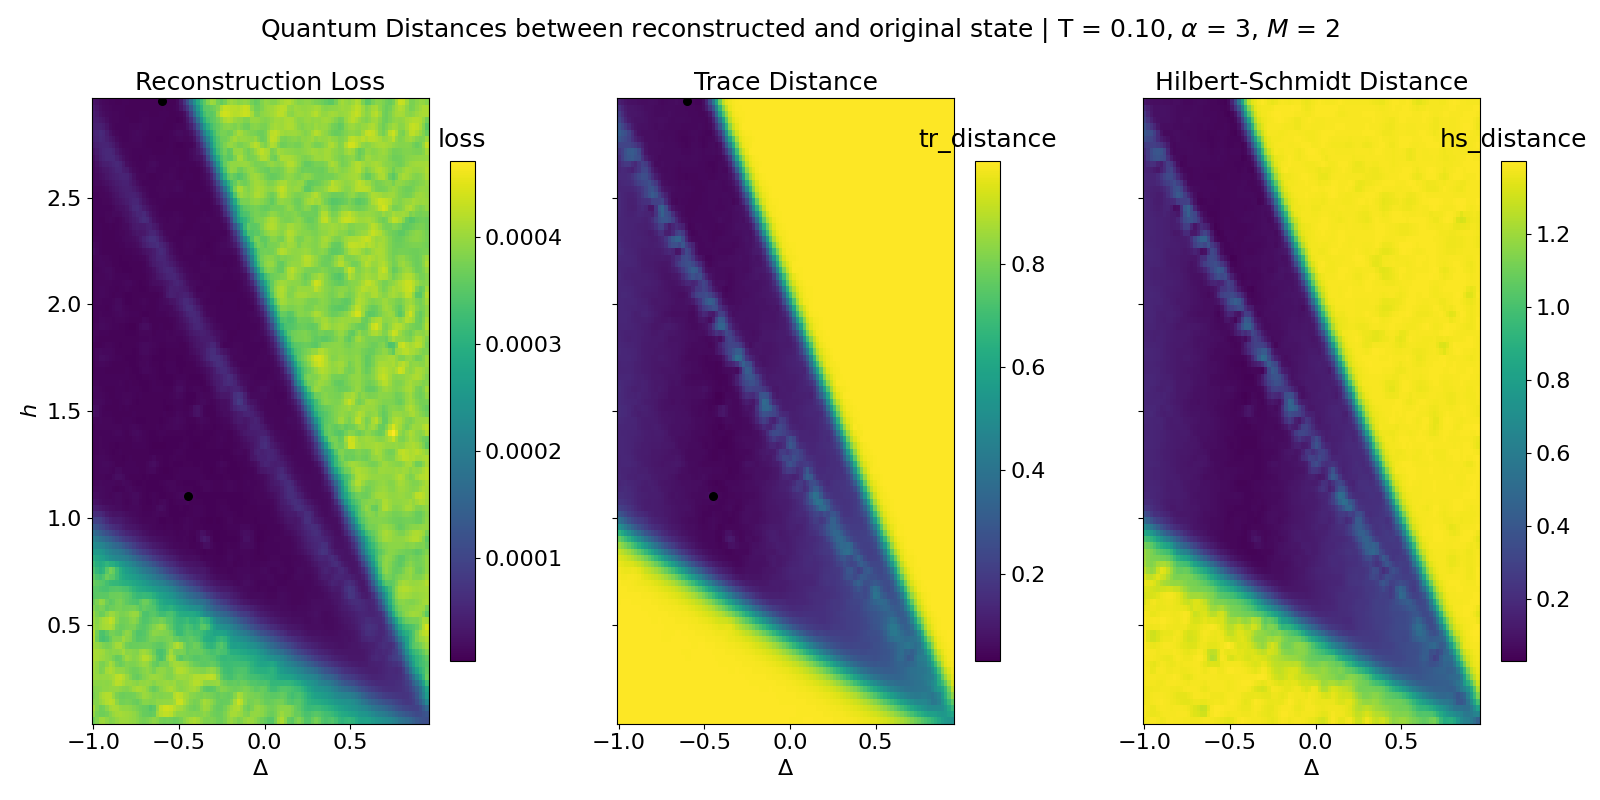 Quantum Distances between reconstructed and original state | T = 0.10, α = 3, M = 2
Reconstruction Loss
Trace Distance
Hilbert-Schmidt Distance
loss
tr_distance
hs_distance
h
2.5
2.0
1.5
1.0
0.5
−1.0 −0.5 0.0 0.5
Δ
0.0004
0.0003
0.0002
0.0001
−1.0 −0.5 0.0 0.5
Δ
0.8
0.6
0.4
0.2
−1.0 −0.5 0.0 0.5
Δ
1.2
1.0
0.8
0.6
0.4
0.2